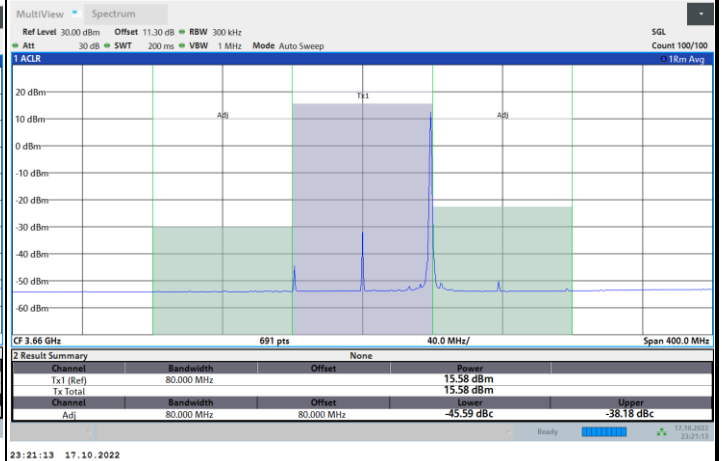 MultiView Spectrum
Ref Level 30.00 dBm Offset 11.30 dB RBW 300 kHz SGL
Att 30 dB SWT 200 ms VBW 1 MHz Mode Auto Sweep Count 100/100
1 ACLR 1Rm Avg
20 dBm
Tx1
10 dBm Adj Adj
0 dBm
-10 dBm
-20 dBm
-30 dBm
-40 dBm
-50 dBm
-60 dBm
CF 3.66 GHz 691 pts 40.0 MHz/ Span 400.0 MHz
2 Result Summary None
Channel Bandwidth Offset Power
Tx1 (Ref) 80.000 MHz 15.58 dBm
Tx Total 15.58 dBm
Channel Bandwidth Offset Lower Upper
Adj 80.000 MHz 80.000 MHz -45.59 dBc -38.18 dBc
Ready 17.10.2022
23:21:13
23:21:13 17.10.2022